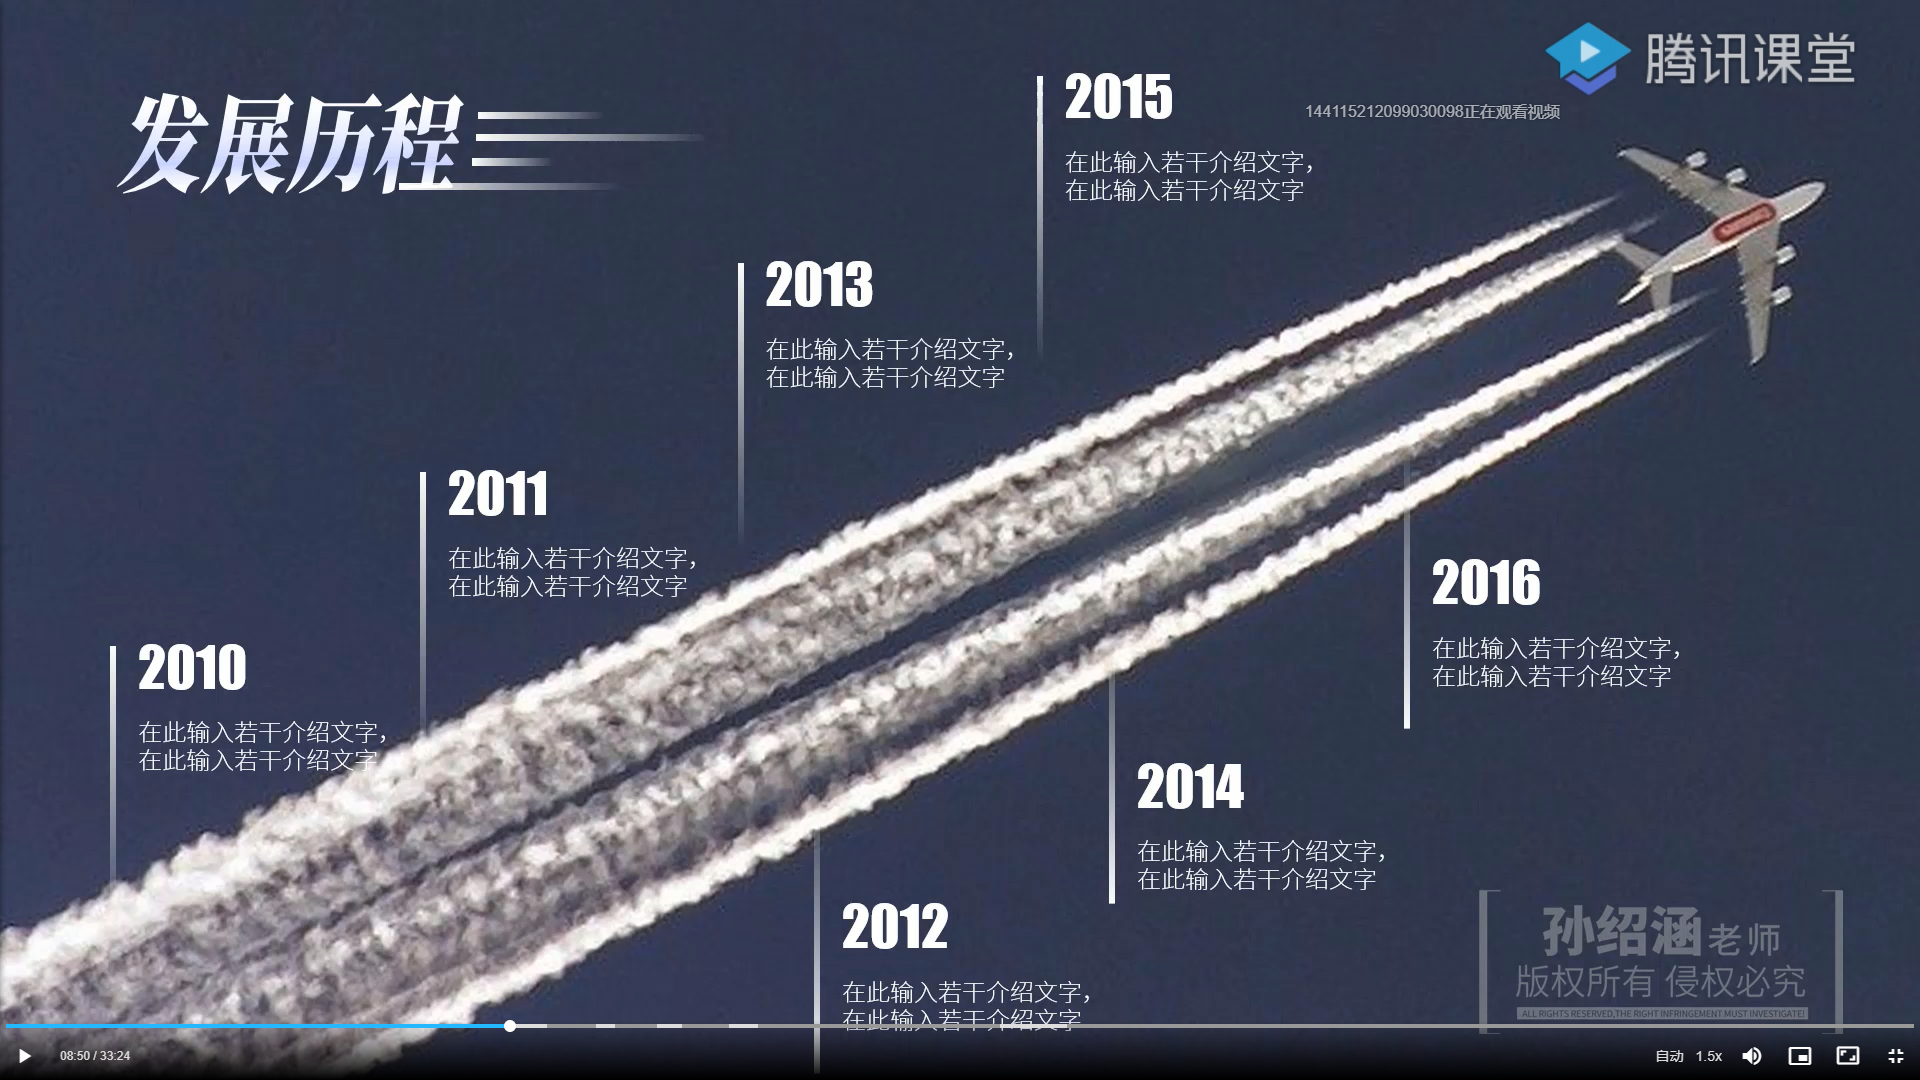 腾讯课堂
144115212099030098正在观看视频
发展历程
2015
在此输入若干介绍文字，
在此输入若干介绍文字
2013
在此输入若干介绍文字，
在此输入若干介绍文字
2011
在此输入若干介绍文字，
在此输入若干介绍文字
2010
在此输入若干介绍文字，
在此输入若干介绍文字
2016
在此输入若干介绍文字，
在此输入若干介绍文字
2014
在此输入若干介绍文字，
在此输入若干介绍文字
2012
在此输入若干介绍文字，
在此输入若干介绍文字
孙绍涵老师
版权所有 侵权必究
ALL RIGHTS RESERVED,THE RIGHT INFRINGEMENT MUST INVESTIGATE!
08:50 / 33:24
自动 1.5x